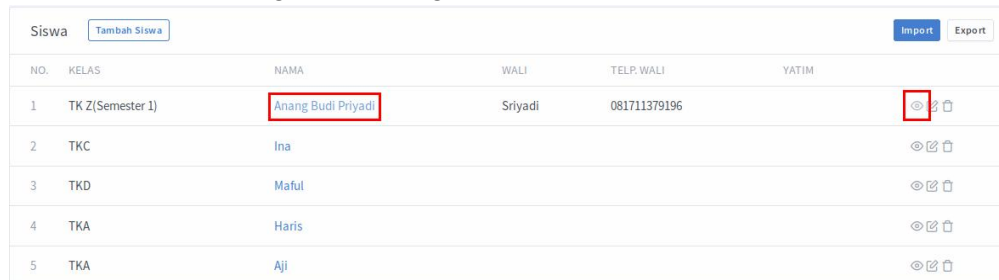 Siswa Tambah Siswa Import Export
NO. KELAS NAMA WALI TELP. WALI YATIM
1 TK Z(Semester 1) Anang Budi Priyadi Sriyadi 081711379196
2 TKC Ina
3 TKD Maful
4 TKA Haris
5 TKA Aji